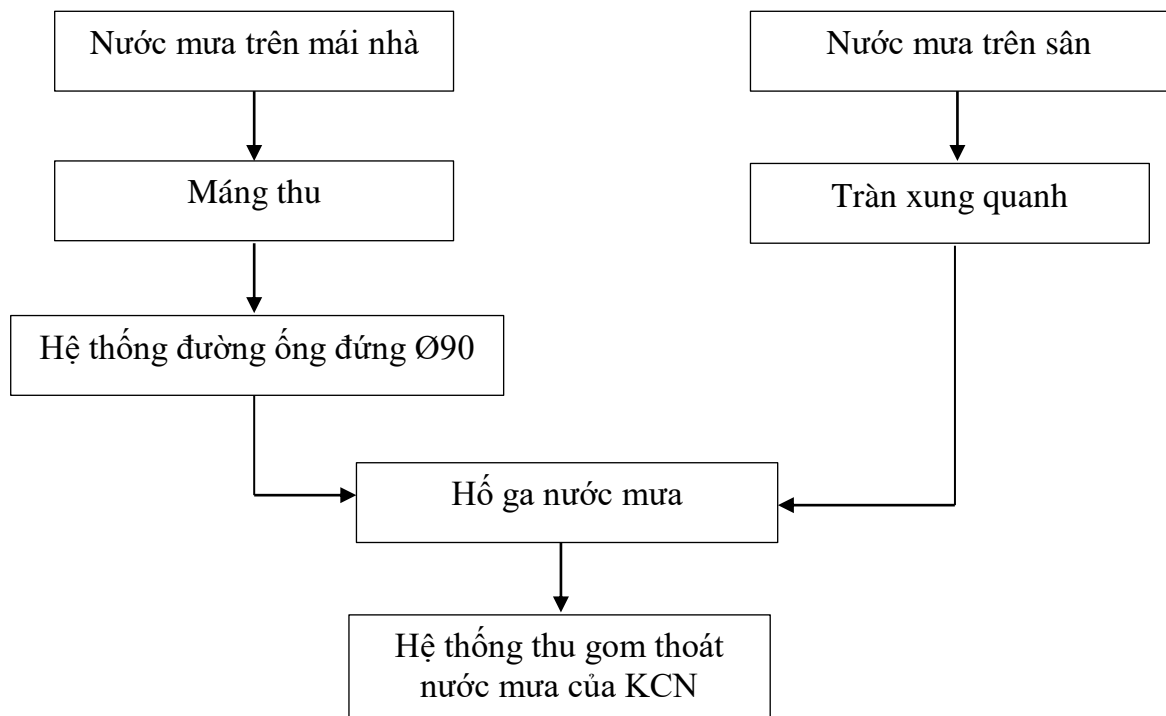 Nước mưa trên mái nhà
Nước mưa trên sân
Máng thu
Tràn xung quanh
Hệ thống đường ống đứng Ø90
Hố ga nước mưa
Hệ thống thu gom thoát
nước mưa của KCN